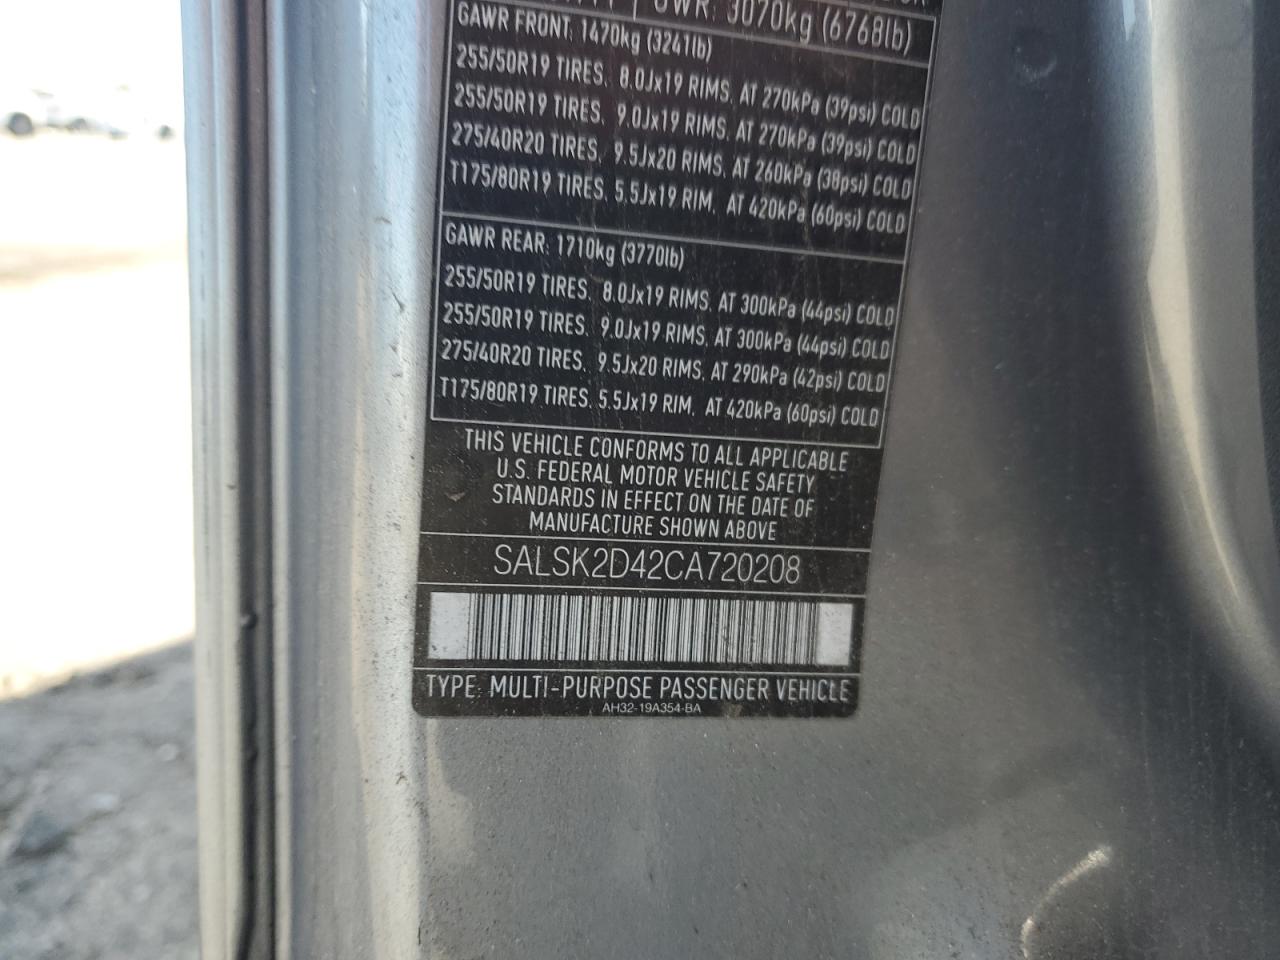 GWR: 3070kg (6768lb)
GAWR FRONT: 1470kg (3241lb)
255/50R19 TIRES, 8.0Jx19 RIMS, AT 270kPa (39psi) COLD
255/50R19 TIRES, 9.0Jx19 RIMS, AT 270kPa (39psi) COLD
275/40R20 TIRES, 9.5Jx20 RIMS, AT 260kPa (38psi) COLD
T175/80R19 TIRES, 5.5Jx19 RIM, AT 420kPa (60psi) COLD
GAWR REAR: 1710kg (3770lb)
255/50R19 TIRES, 8.0Jx19 RIMS, AT 300kPa (44psi) COLD
255/50R19 TIRES, 9.0Jx19 RIMS, AT 300kPa (44psi) COLD
275/40R20 TIRES, 9.5Jx20 RIMS, AT 290kPa (42psi) COLD
T175/80R19 TIRES, 5.5Jx19 RIM, AT 420kPa (60psi) COLD
THIS VEHICLE CONFORMS TO ALL APPLICABLE
U.S. FEDERAL MOTOR VEHICLE SAFETY
STANDARDS IN EFFECT ON THE DATE OF
MANUFACTURE SHOWN ABOVE
SALSK2D42CA720208
TYPE: MULTI-PURPOSE PASSENGER VEHICLE
AH32-19A354-BA